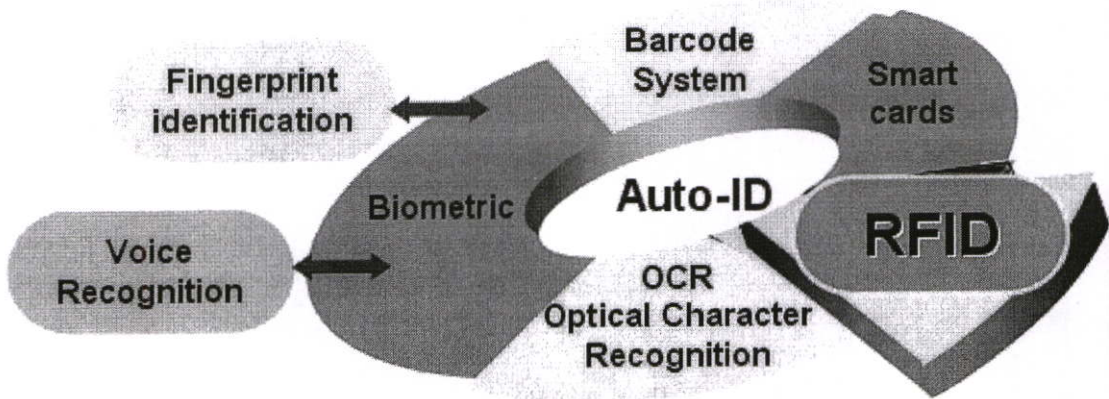 Barcode
System
Smart
cards
Fingerprint
identification
Biometric
Auto-ID
RFID
Voice
Recognition
OCR
Optical Character
Recognition